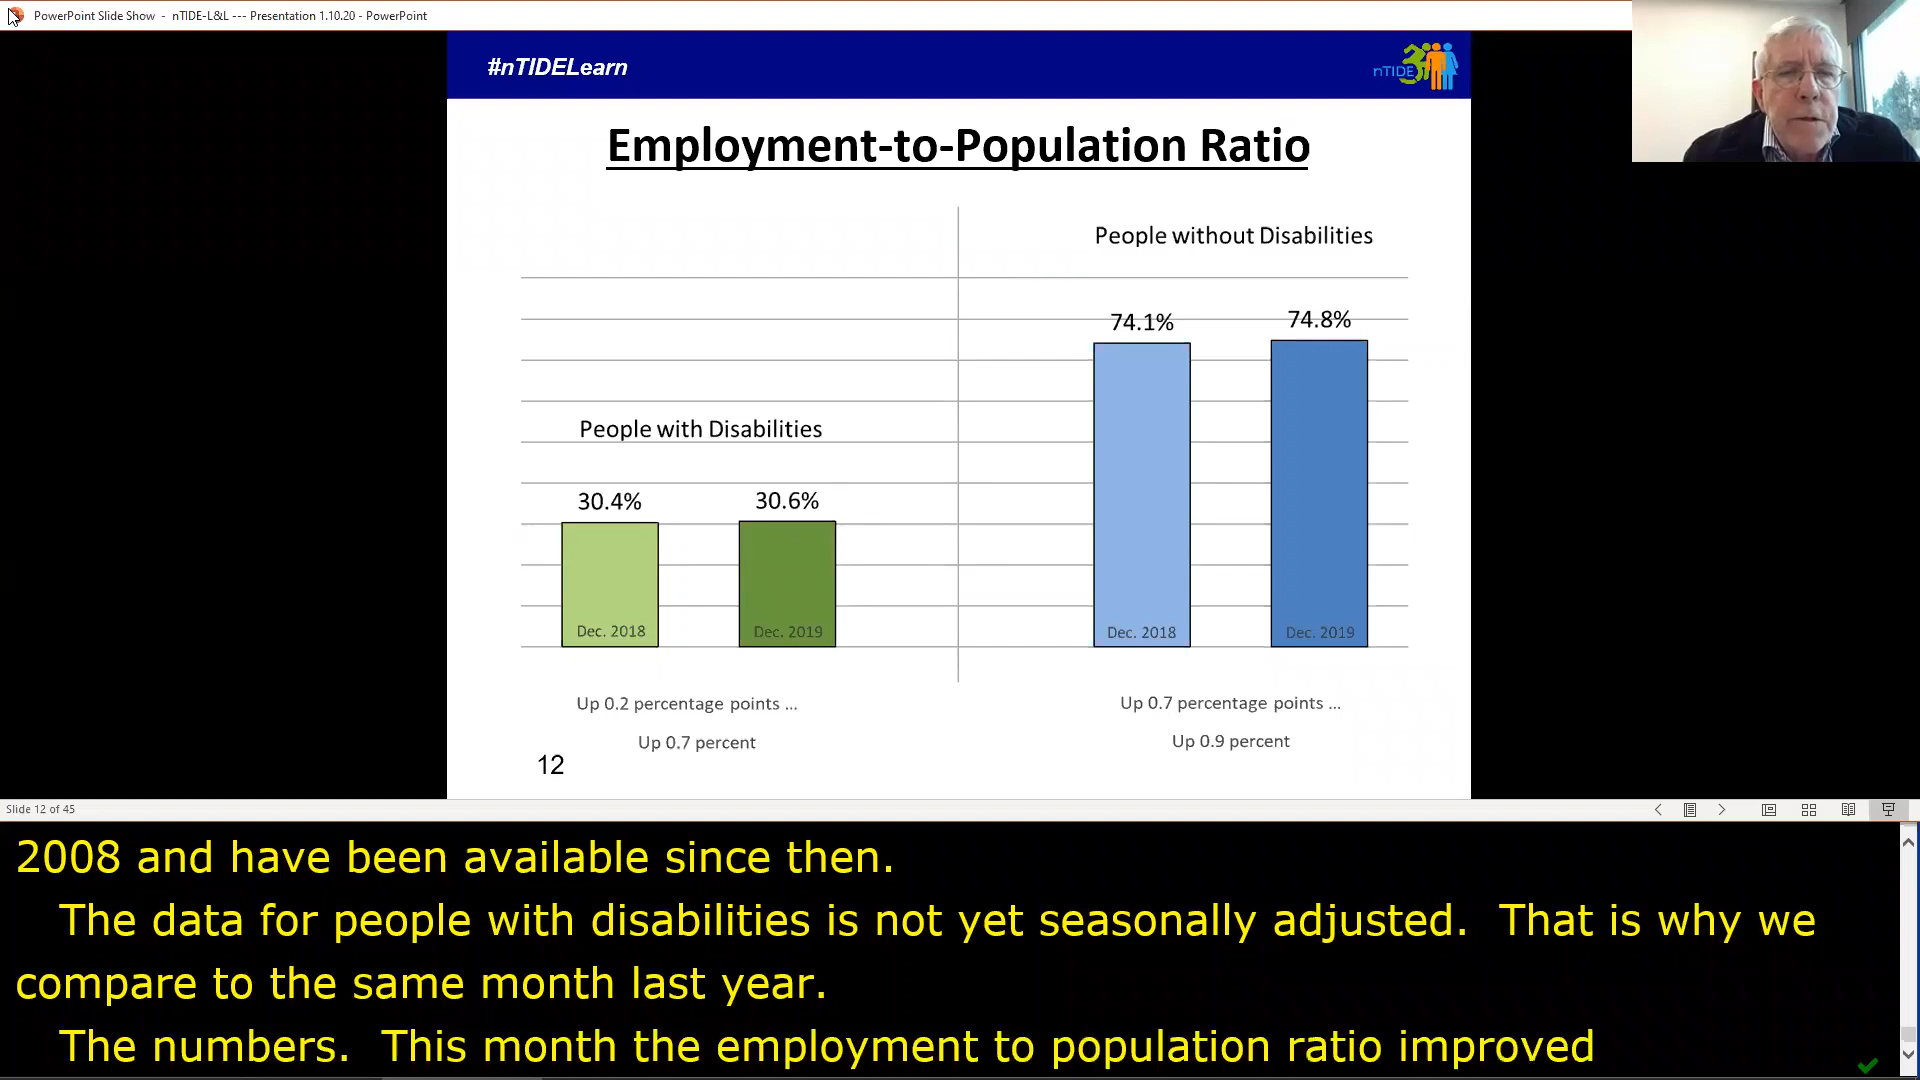 PowerPoint Slide Show - nTIDE-L&L --- Presentation 1.10.20 - PowerPoint
#nTIDELearn
nTIDE
Employment-to-Population Ratio
People without Disabilities
74.1%
74.8%
People with Disabilities
30.4%
30.6%
Dec. 2018
Dec. 2019
Dec. 2018
Dec. 2019
Up 0.2 percentage points ...
Up 0.7 percentage points ...
Up 0.7 percent
Up 0.9 percent
12
Slide 12 of 45
2008 and have been available since then.
The data for people with disabilities is not yet seasonally adjusted. That is why we
compare to the same month last year.
The numbers. This month the employment to population ratio improved